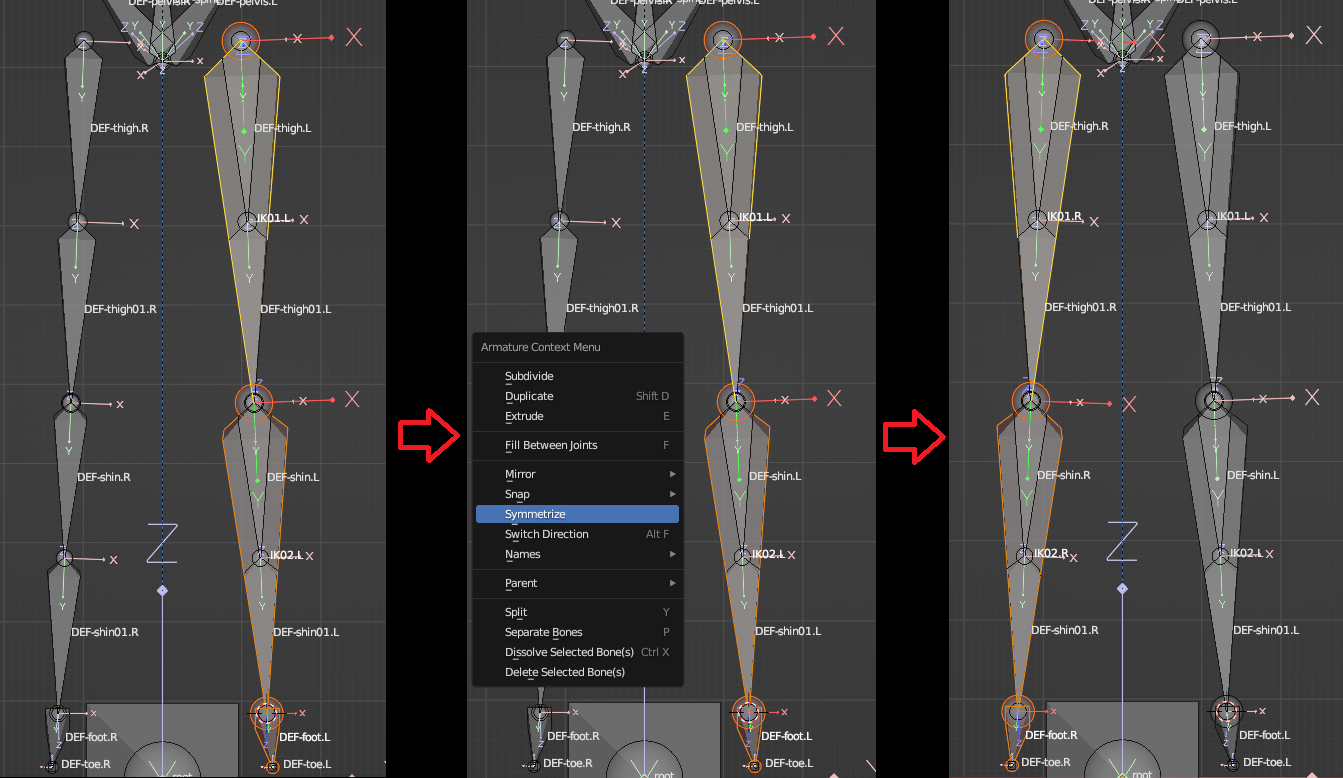 DEF-pelvis.L
X
Z
Y
Y
X
X
DEF-thigh.R
DEF-thigh.L
Y
Y
X
IK01.L
X
Y
Y
DEF-thigh01.R
DEF-thigh01.L
X
X
X
Y
Y
DEF-shin.R
DEF-shin.L
Y
Z
X
IK02.L
X
Y
Y
DEF-shin01.R
DEF-shin01.L
X
X
DEF-foot.R
DEF-foot.L
DEF-toe.R
DEF-toe.L
root
DEF-pelvis.L
X
X
DEF-thigh.R
DEF-thigh.L
X
IK01.L
X
DEF-thigh01.R
DEF-thigh01.L
Armature Context Menu
Subdivide
Duplicate Shift D
Extrude E
Fill Between Joints F
Mirror
Snap
Symmetrize
Switch Direction Alt F
Names
Parent
Split Y
Separate Bones P
Dissolve Selected Bone(s) Ctrl X
Delete Selected Bone(s)
X
X
DEF-shin.L
IK02.L
X
DEF-shin01.L
DEF-foot.R
DEF-foot.L
DEF-toe.R
DEF-toe.L
root
DEF-pelvis.L
X
X
DEF-thigh.R
DEF-thigh.L
IK01.R
X
IK01.L
X
DEF-thigh01.R
DEF-thigh01.L
X
X
DEF-shin.R
DEF-shin.L
Z
IK02.R
X
IK02.L
X
DEF-shin01.R
DEF-shin01.L
DEF-foot.R
DEF-foot.L
DEF-toe.R
DEF-toe.L
root